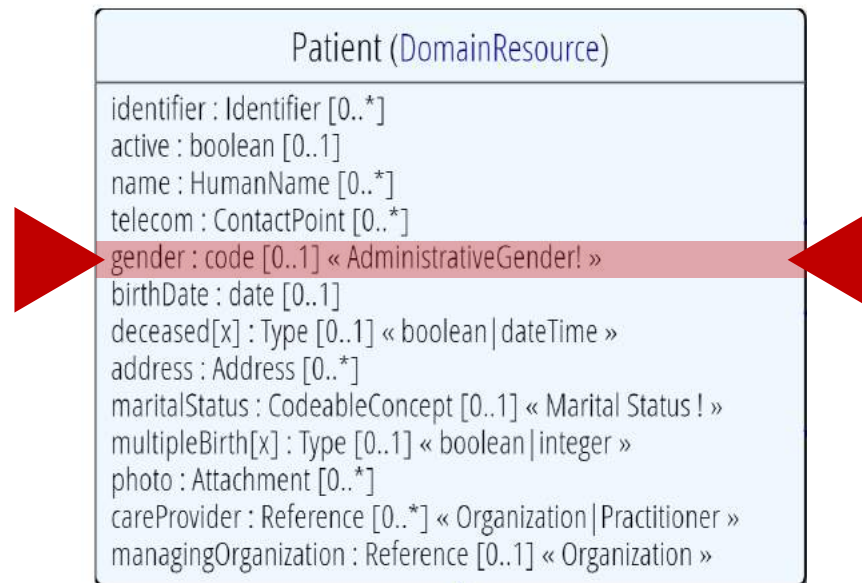 Patient (DomainResource)
identifier : Identifier [0..*]
active : boolean [0..1]
name : HumanName [0..*]
telecom : ContactPoint [0..*]
gender : code [0..1] « AdministrativeGender! »
birthDate : date [0..1]
deceased[x] : Type [0..1] « boolean|dateTime »
address : Address [0..*]
maritalStatus : CodeableConcept [0..1] « Marital Status ! »
multipleBirth[x] : Type [0..1] « boolean|integer »
photo : Attachment [0..*]
careProvider : Reference [0..*] « Organization|Practitioner »
managingOrganization : Reference [0..1] « Organization »